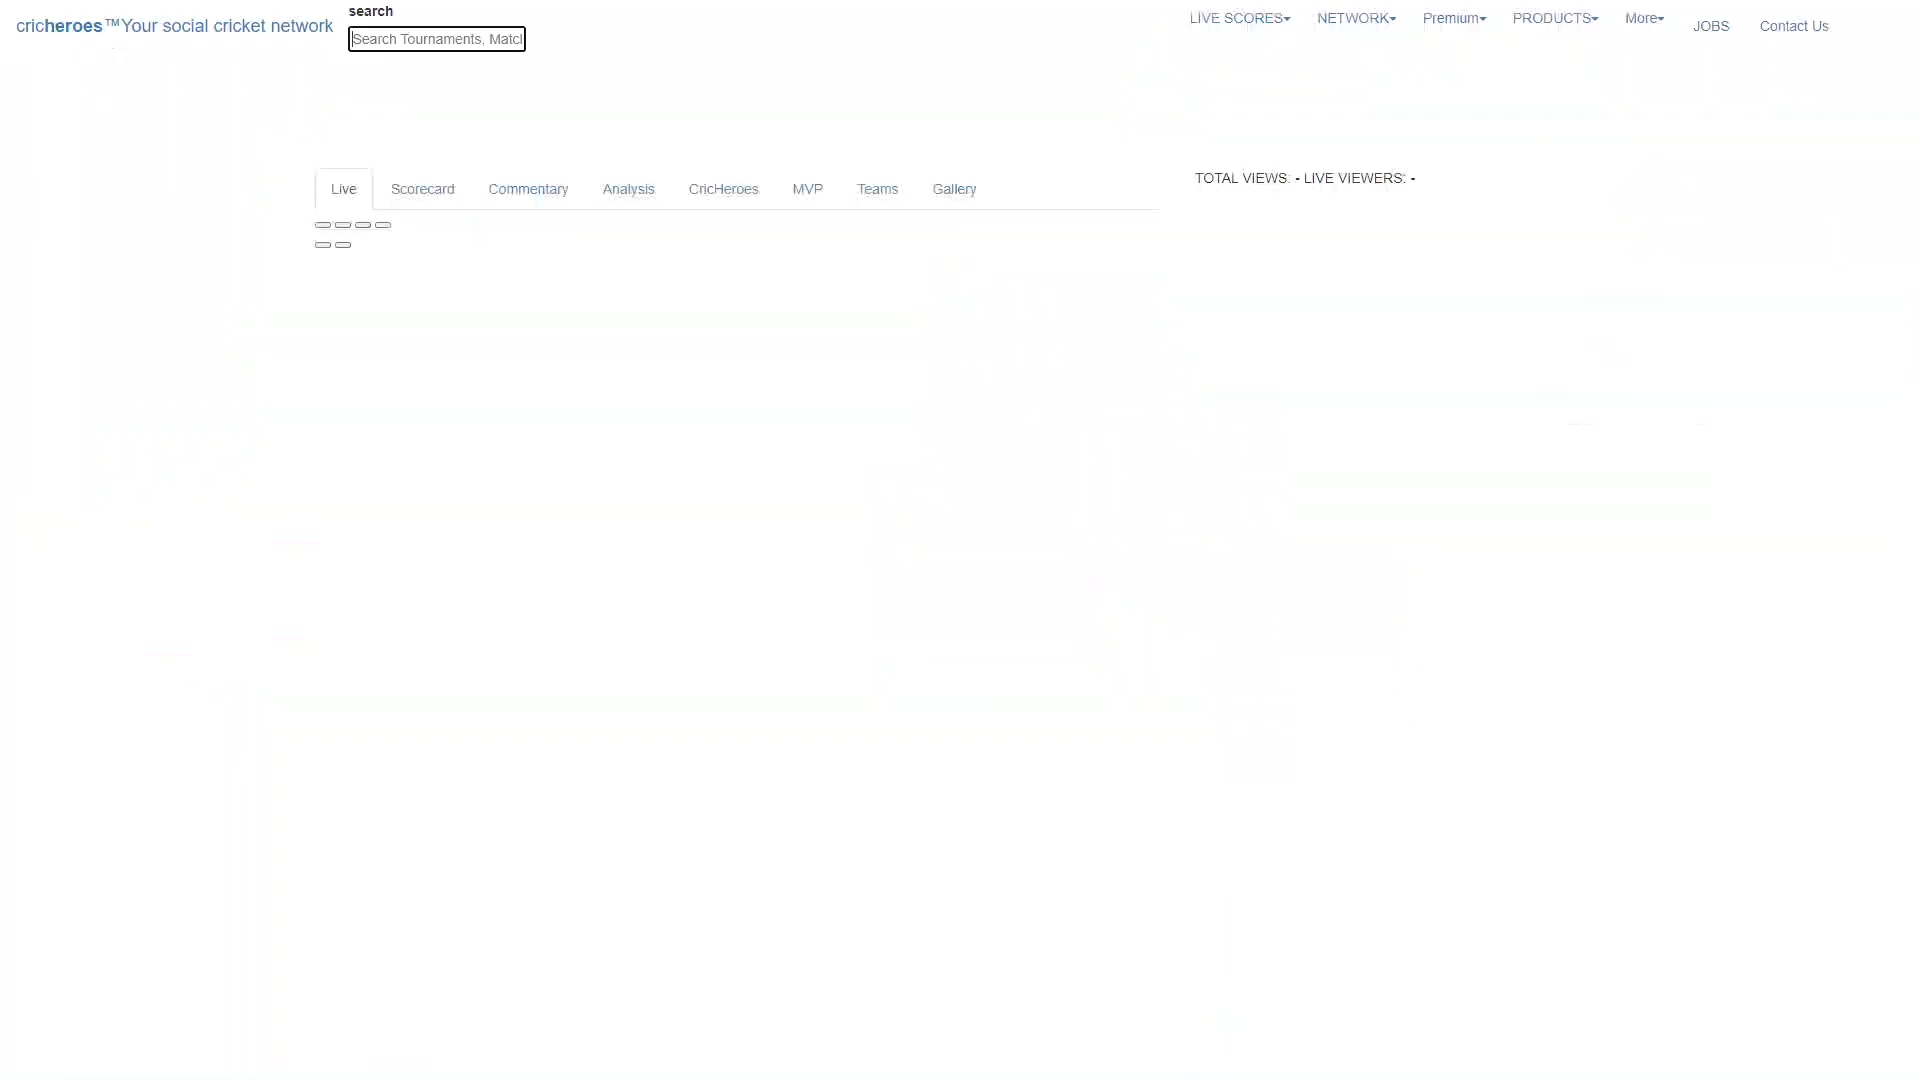 cricheroes™Your social cricket network
search
Search Tournaments, Matcl
LIVE SCORES
NETWORK
Premium
PRODUCTS
More
JOBS
Contact Us
Live
Scorecard
Commentary
Analysis
CricHeroes
MVP
Teams
Gallery
TOTAL VIEWS: - LIVE VIEWERS: -